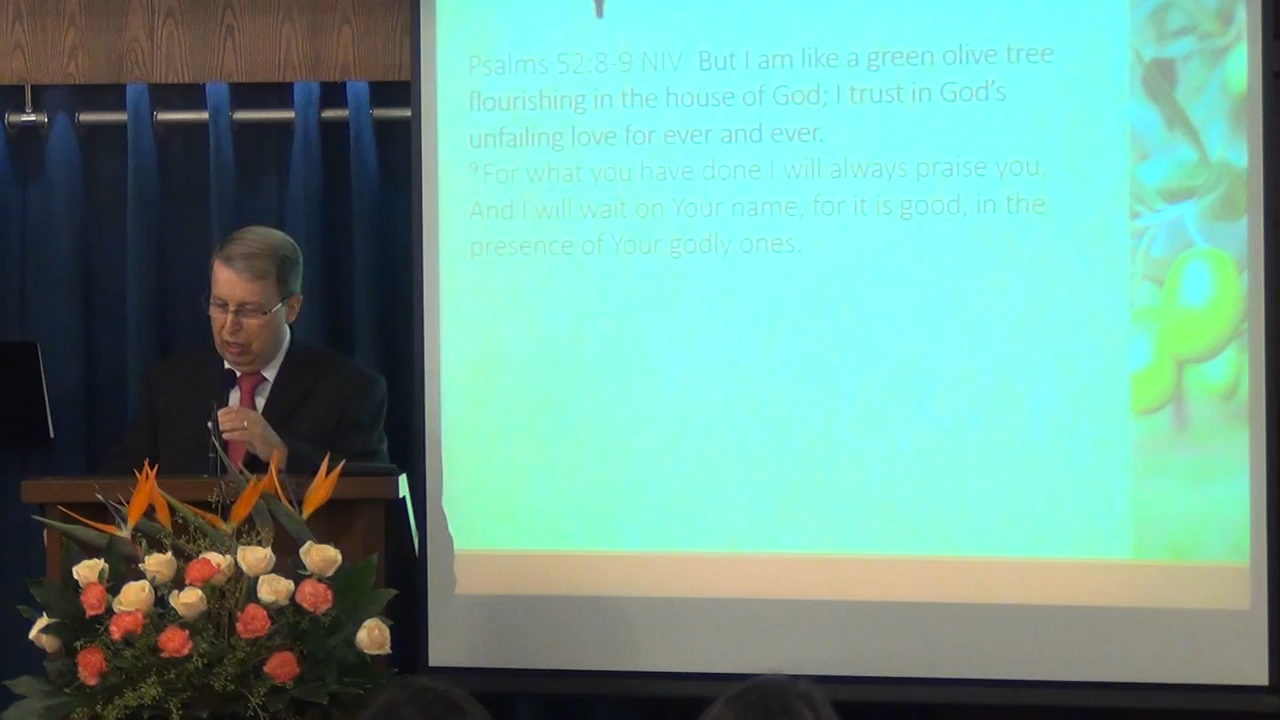 Psalms 52:8-9 NIV But I am like a green olive tree
flourishing in the house of God; I trust in God's
unfailing love for ever and ever.
⁹ For what you have done I will always praise you,
And I will wait on Your name, for it is good, in the
presence of Your godly ones.